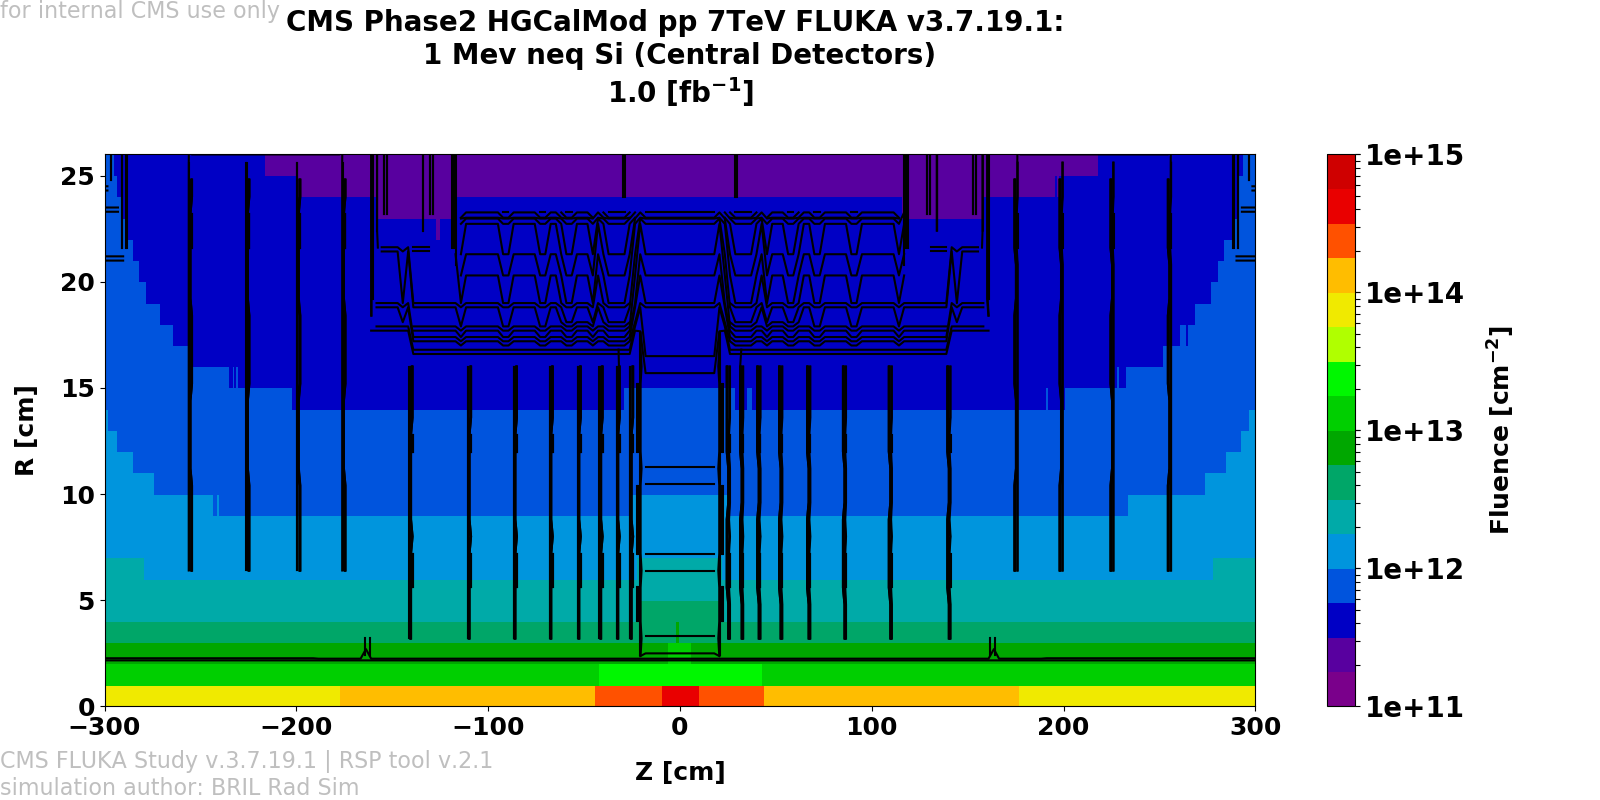 for internal CMS use only
CMS Phase2 HGCalMod pp 7TeV FLUKA v3.7.19.1:
1 Mev neq Si (Central Detectors)
1.0 [fb⁻¹]
25
20
15
10
5
0
R [cm]
−300
−200
−100
0
100
200
300
Z [cm]
1e+15
1e+14
1e+13
1e+12
1e+11
Fluence [cm⁻²]
CMS FLUKA Study v.3.7.19.1 | RSP tool v.2.1
simulation author: BRIL Rad Sim